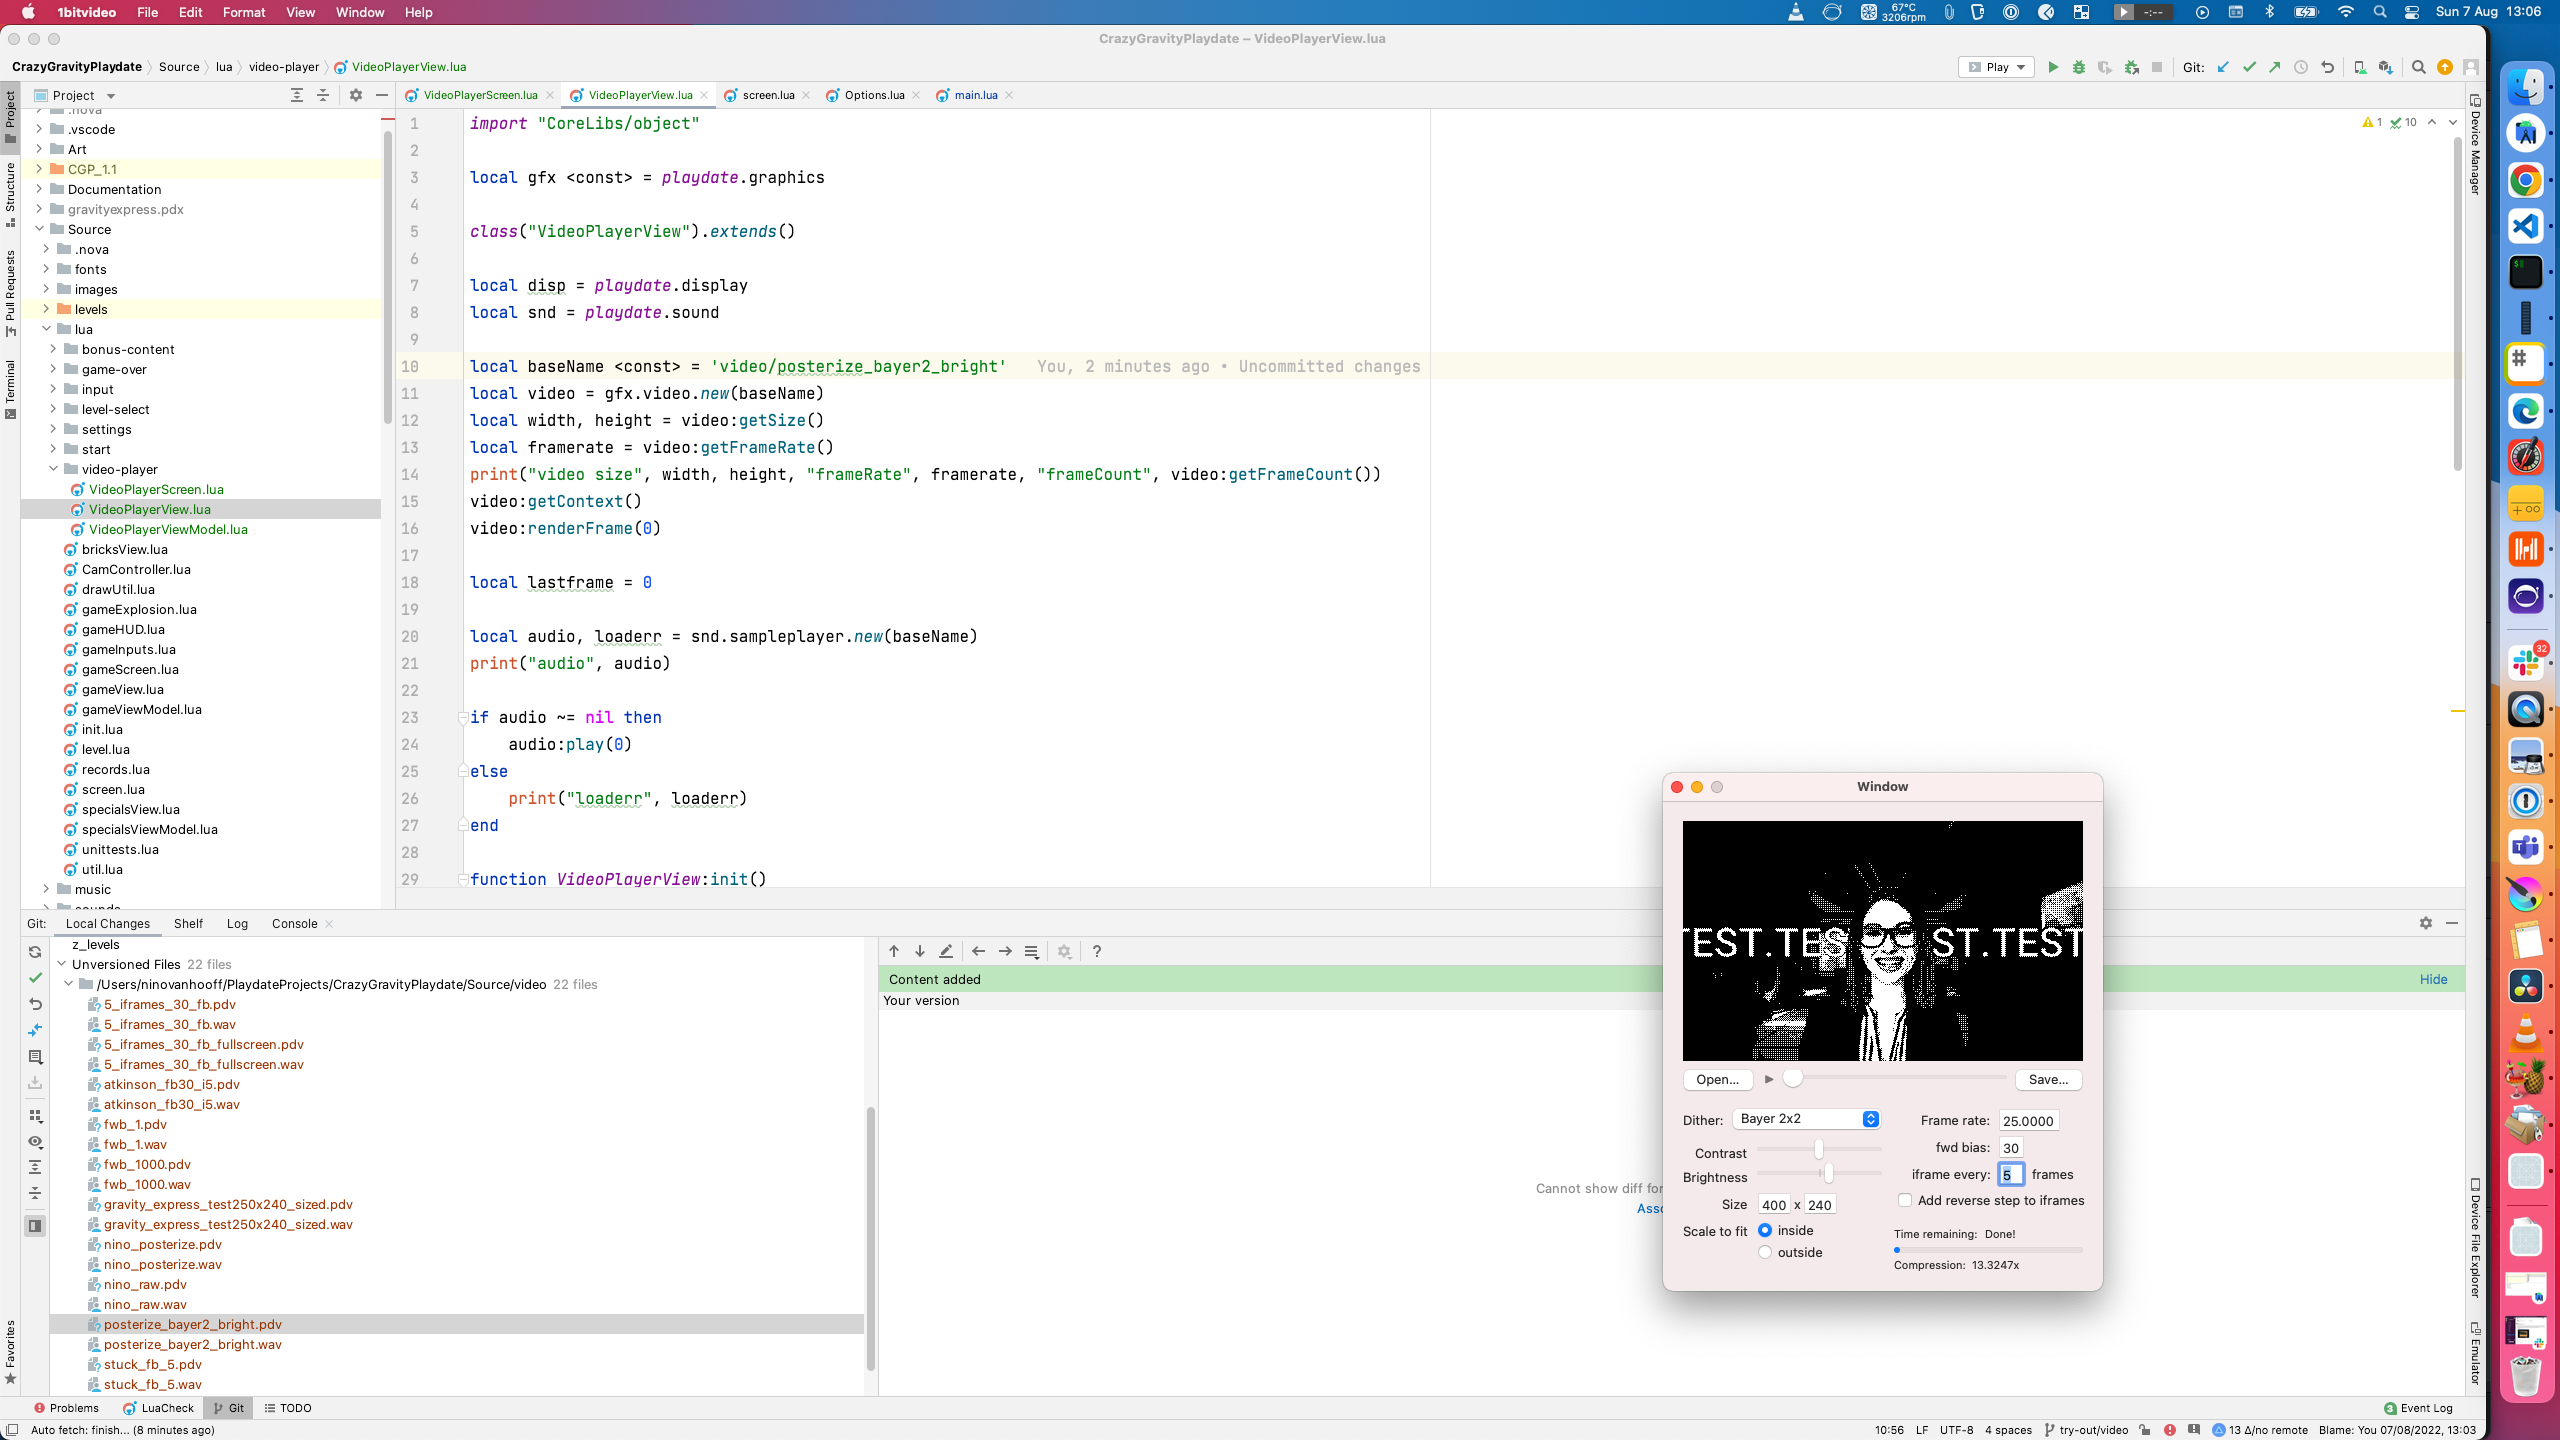 1bitvideo File Edit Format View Window Help
67°C
3206rpm
-:--
Sun 7 Aug 13:06
CrazyGravityPlaydate – VideoPlayerView.lua
CrazyGravityPlaydate Source lua video-player VideoPlayerView.lua
Play
Git:
Project
VideoPlayerScreen.lua
VideoPlayerView.lua
screen.lua
Options.lua
main.lua
Project
Structure
Pull Requests
Terminal
Favorites
.nova
.vscode
Art
CGP_1.1
Documentation
gravityexpress.pdx
Source
.nova
fonts
images
levels
lua
bonus-content
game-over
input
level-select
settings
start
video-player
VideoPlayerScreen.lua
VideoPlayerView.lua
VideoPlayerViewModel.lua
bricksView.lua
CamController.lua
drawUtil.lua
gameExplosion.lua
gameHUD.lua
gameInputs.lua
gameScreen.lua
gameView.lua
gameViewModel.lua
init.lua
level.lua
records.lua
screen.lua
specialsView.lua
specialsViewModel.lua
unittests.lua
util.lua
music
sounds
1 import "CoreLibs/object"
2
3 local gfx <const> = playdate.graphics
4
5 class("VideoPlayerView").extends()
6
7 local disp = playdate.display
8 local snd = playdate.sound
9
10 local baseName <const> = 'video/posterize_bayer2_bright' You, 2 minutes ago • Uncommitted changes
11 local video = gfx.video.new(baseName)
12 local width, height = video:getSize()
13 local framerate = video:getFrameRate()
14 print("video size", width, height, "frameRate", framerate, "frameCount", video:getFrameCount())
15 video:getContext()
16 video:renderFrame(0)
17
18 local lastframe = 0
19
20 local audio, loaderr = snd.sampleplayer.new(baseName)
21 print("audio", audio)
22
23 if audio ~= nil then
24 audio:play(0)
25 else
26 print("loaderr", loaderr)
27 end
28
29 function VideoPlayerView:init()
1 10
Device Manager
Device File Explorer
Emulator
32
Git: Local Changes Shelf Log Console
z_levels
Unversioned Files 22 files
/Users/ninovanhooff/PlaydateProjects/CrazyGravityPlaydate/Source/video 22 files
5_iframes_30_fb.pdv
5_iframes_30_fb.wav
5_iframes_30_fb_fullscreen.pdv
5_iframes_30_fb_fullscreen.wav
atkinson_fb30_i5.pdv
atkinson_fb30_i5.wav
fwb_1.pdv
fwb_1.wav
fwb_1000.pdv
fwb_1000.wav
gravity_express_test250x240_sized.pdv
gravity_express_test250x240_sized.wav
nino_posterize.pdv
nino_posterize.wav
nino_raw.pdv
nino_raw.wav
posterize_bayer2_bright.pdv
posterize_bayer2_bright.wav
stuck_fb_5.pdv
stuck_fb_5.wav
?
Content added
Hide
Your version
Cannot show diff for
Asso
Window
TEST.TES ST.TEST
Open... Save...
Dither: Bayer 2x2
Contrast
Brightness
Size 400 x 240
Scale to fit inside
outside
Frame rate: 25.0000
fwd bias: 30
iframe every: 5 frames
Add reverse step to iframes
Time remaining: Done!
Compression: 13.3247x
Problems LuaCheck Git TODO
3 Event Log
Auto fetch: finish... (8 minutes ago)
10:56 LF UTF-8 4 spaces try-out/video 13 Δ/no remote Blame: You 07/08/2022, 13:03